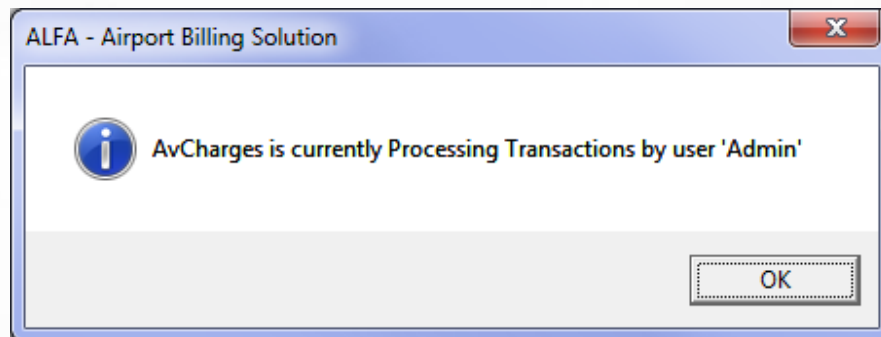 ALFA - Airport Billing Solution
AvCharges is currently Processing Transactions by user 'Admin'
OK